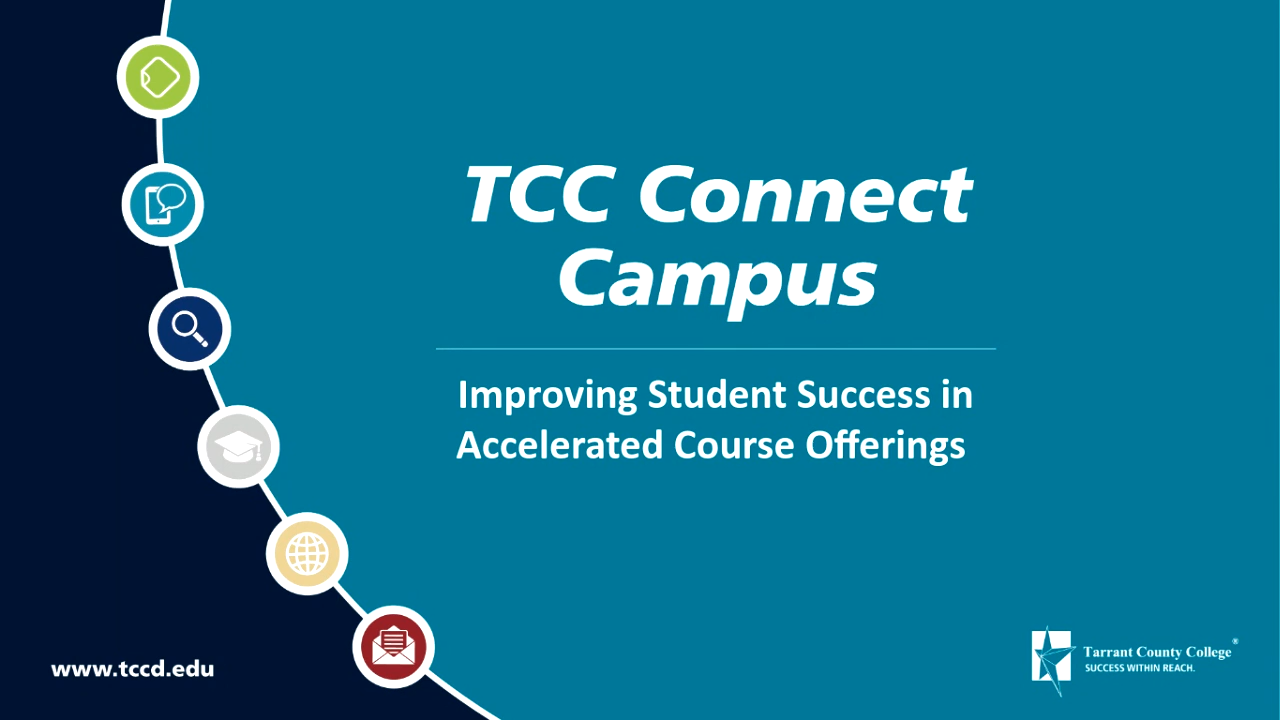 TCC Connect
Campus
Improving Student Success in
Accelerated Course Offerings
www.tccd.edu
Tarrant County College®
SUCCESS WITHIN REACH.